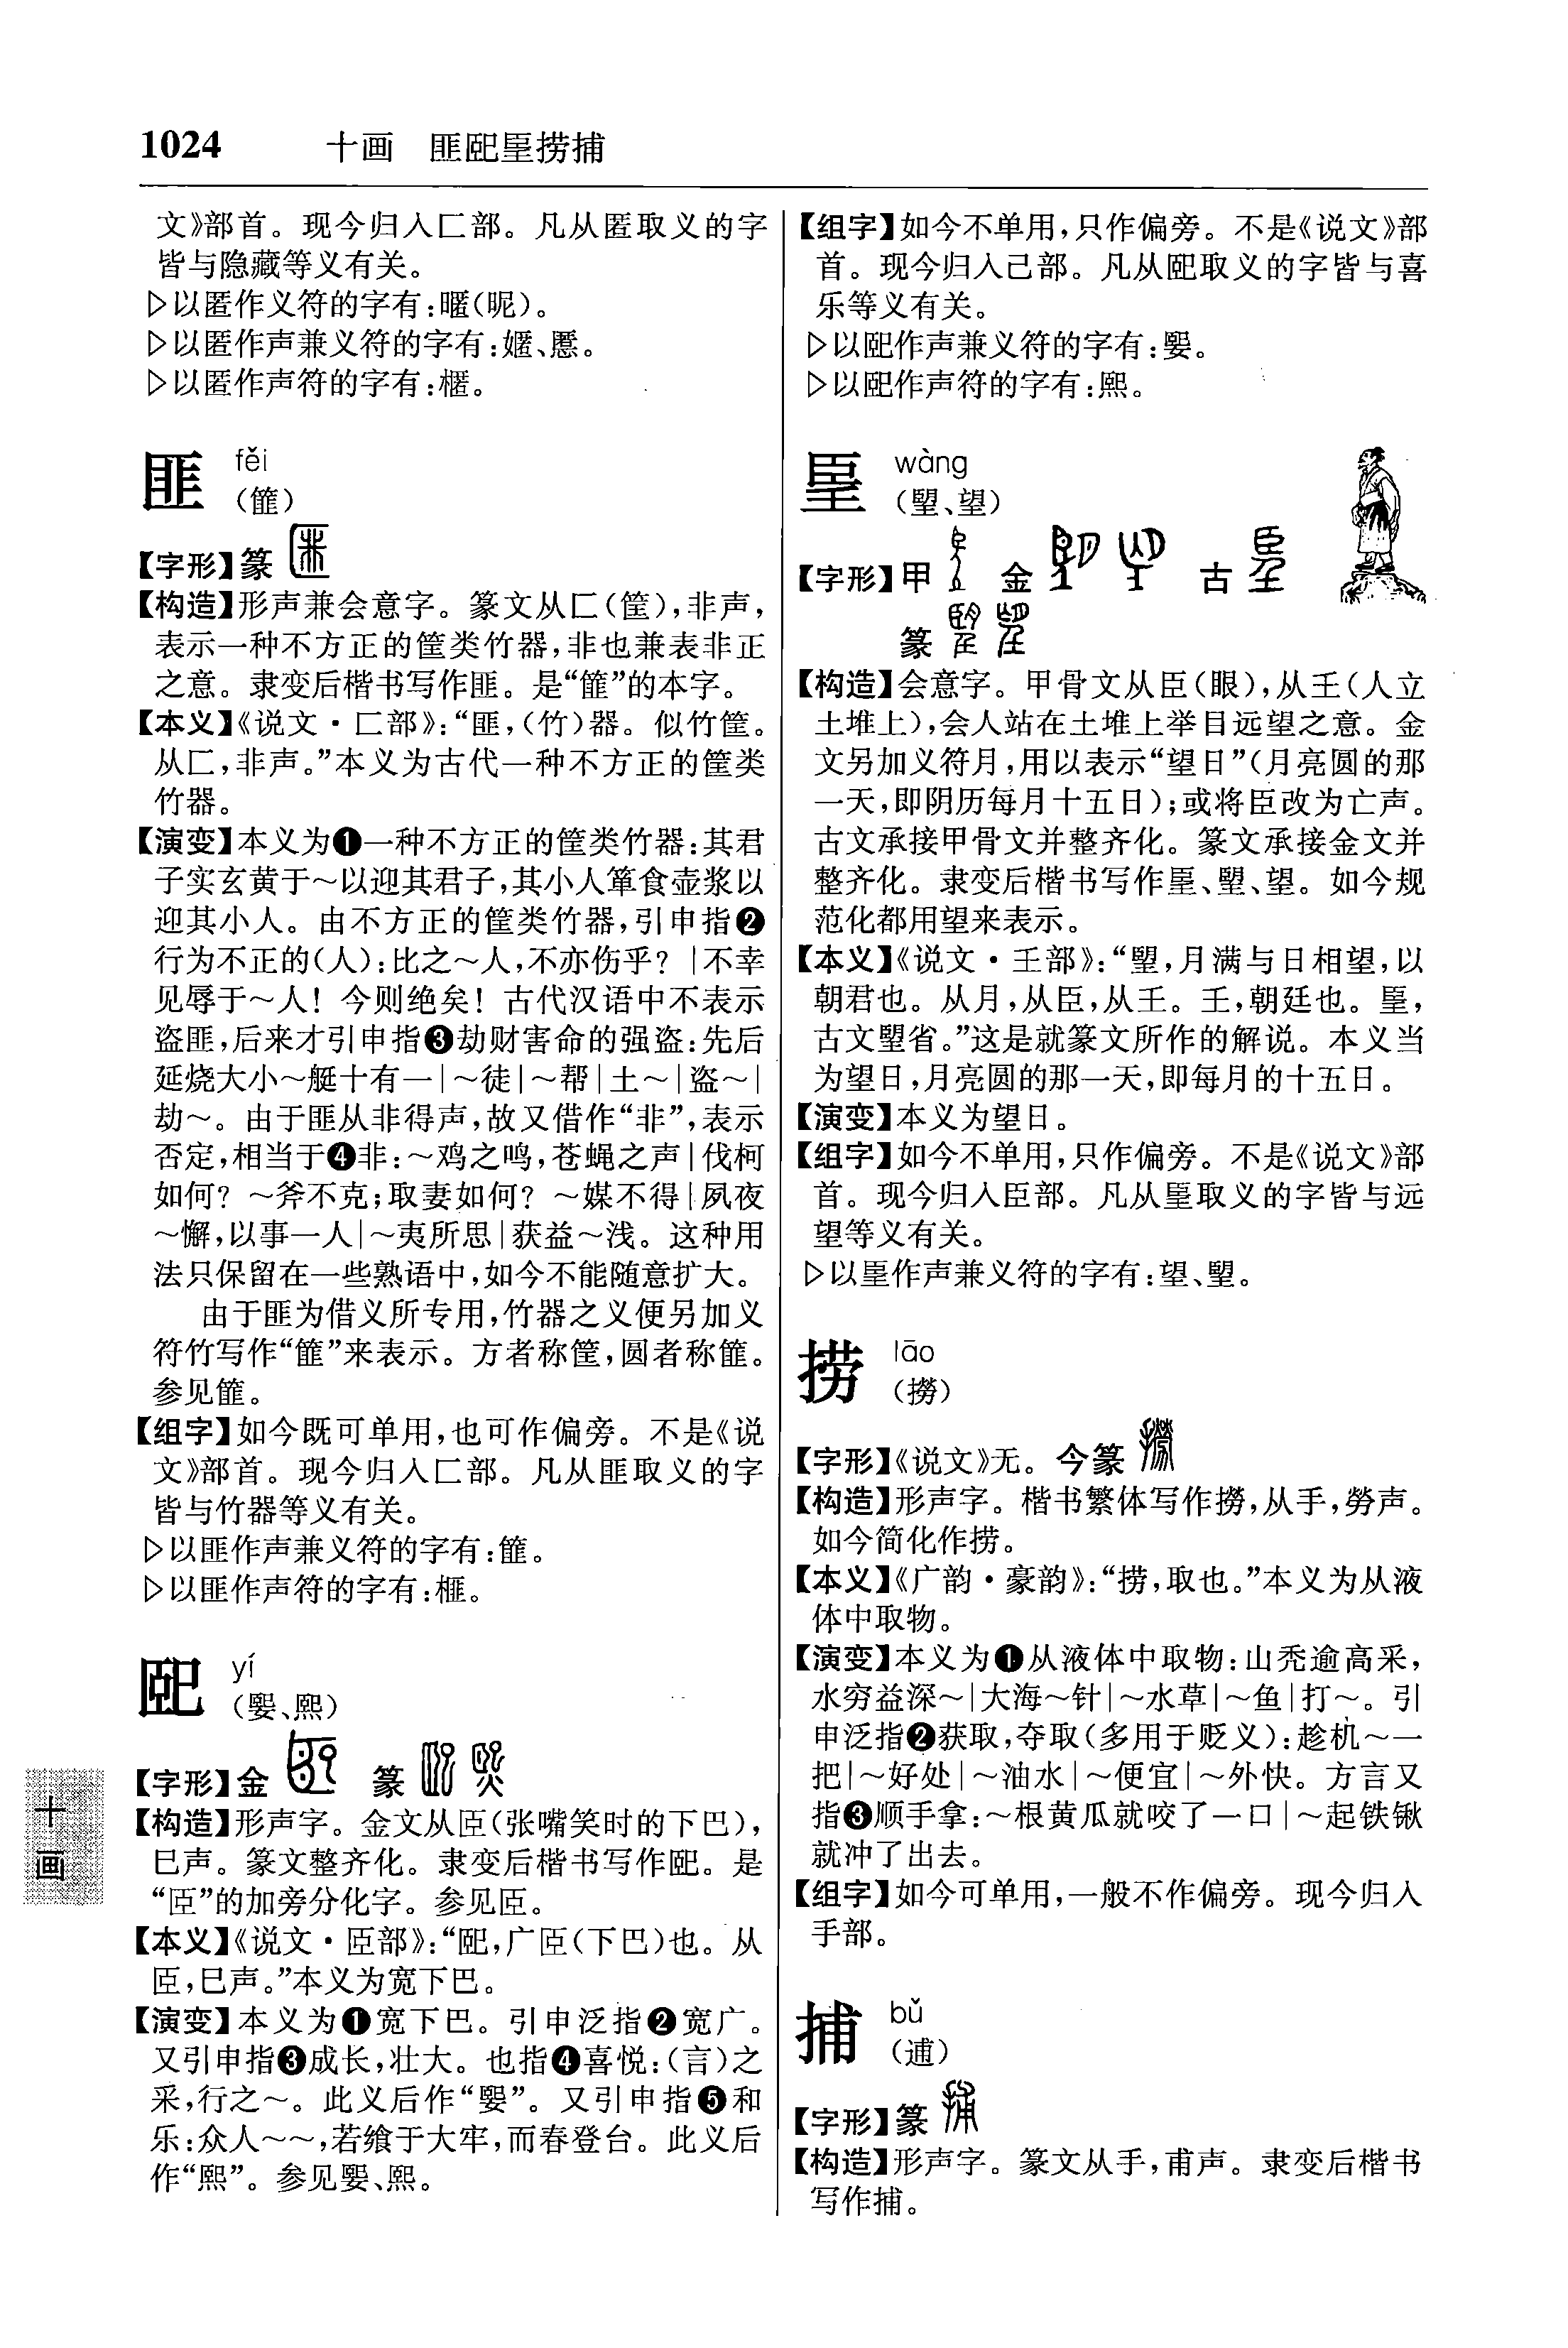 1024 十画 匪巸𦣠捞捕
文》部首。现今归入匚部。凡从匿取义的字
皆与隐藏等义有关。
▷以匿作义符的字有:暱(昵)。
▷以匿作声兼义符的字有:嫟、慝。
▷以匿作声符的字有:㮏。
匪 fěi
(篚)
【字形】篆
【构造】形声兼会意字。篆文从匚(筐),非声,
表示一种不方正的筐类竹器,非也兼表非正
之意。隶变后楷书写作匪。是“篚”的本字。
【本义】《说文·匚部》:“匪,(竹)器。似竹筐。
从匚,非声。”本义为古代一种不方正的筐类
竹器。
【演变】本义为❶一种不方正的筐类竹器:其君
子实玄黄于～以迎其君子,其小人箪食壶浆以
迎其小人。由不方正的筐类竹器,引申指❷
行为不正的(人):比之～人,不亦伤乎?|不幸
见辱于～人! 今则绝矣! 古代汉语中不表示
盗匪,后来才引申指❸劫财害命的强盗:先后
延烧大小～艇十有一|～徒|～帮|土～|盗～|
劫～。由于匪从非得声,故又借作“非”,表示
否定,相当于❹非:～鸡之鸣,苍蝇之声|伐柯
如何? ～斧不克;取妻如何? ～媒不得|夙夜
～懈,以事一人|～夷所思|获益～浅。这种用
法只保留在一些熟语中,如今不能随意扩大。
由于匪为借义所专用,竹器之义便另加义
符竹写作“篚”来表示。方者称筐,圆者称篚。
参见篚。
【组字】如今既可单用,也可作偏旁。不是《说
文》部首。现今归入匚部。凡从匪取义的字
皆与竹器等义有关。
▷以匪作声兼义符的字有:篚。
▷以匪作声符的字有:榧。
巸 yí
(媐、熙)
【字形】金 篆
【构造】形声字。金文从𦣞(张嘴笑时的下巴),
巳声。篆文整齐化。隶变后楷书写作巸。是
“𦣞”的加旁分化字。参见𦣞。
【本义】《说文·𦣞部》:“巸,广𦣞(下巴)也。从
𦣞,巳声。”本义为宽下巴。
【演变】本义为❶宽下巴。引申泛指❷宽广。
又引申指❸成长,壮大。也指❹喜悦:(言)之
采,行之～。此义后作“媐”。又引申指❺和
乐:众人～～,若飨于大牢,而春登台。此义后
作“熙”。参见媐、熙。
【组字】如今不单用,只作偏旁。不是《说文》部
首。现今归入己部。凡从巸取义的字皆与喜
乐等义有关。
▷以巸作声兼义符的字有:媐。
▷以巸作声符的字有:熙。
𦣠 wàng
(朢、望)
【字形】甲 金 古
篆
【构造】会意字。甲骨文从臣(眼),从𡈼(人立
土堆上),会人站在土堆上举目远望之意。金
文另加义符月,用以表示“望日”(月亮圆的那
一天,即阴历每月十五日);或将臣改为亡声。
古文承接甲骨文并整齐化。篆文承接金文并
整齐化。隶变后楷书写作𦣠、朢、望。如今规
范化都用望来表示。
【本义】《说文·𡈼部》:“朢,月满与日相望,以
朝君也。从月,从臣,从𡈼。𡈼,朝廷也。𦣠,
古文朢省。”这是就篆文所作的解说。本义当
为望日,月亮圆的那一天,即每月的十五日。
【演变】本义为望日。
【组字】如今不单用,只作偏旁。不是《说文》部
首。现今归入臣部。凡从𦣠取义的字皆与远
望等义有关。
▷以𦣠作声兼义符的字有:望、朢。
捞 lāo
(撈)
【字形】《说文》无。今篆
【构造】形声字。楷书繁体写作撈,从手,勞声。
如今简化作捞。
【本义】《广韵·豪韵》:“捞,取也。”本义为从液
体中取物。
【演变】本义为❶从液体中取物:山秃逾高采,
水穷益深～|大海～针|～水草|～鱼|打～。引
申泛指❷获取,夺取(多用于贬义):趁机～一
把|～好处|～油水|～便宜|～外快。方言又
指❸顺手拿:～根黄瓜就咬了一口|～起铁锹
就冲了出去。
【组字】如今可单用,一般不作偏旁。现今归入
手部。
捕 bǔ
(逋)
【字形】篆
【构造】形声字。篆文从手,甫声。隶变后楷书
写作捕。
十画